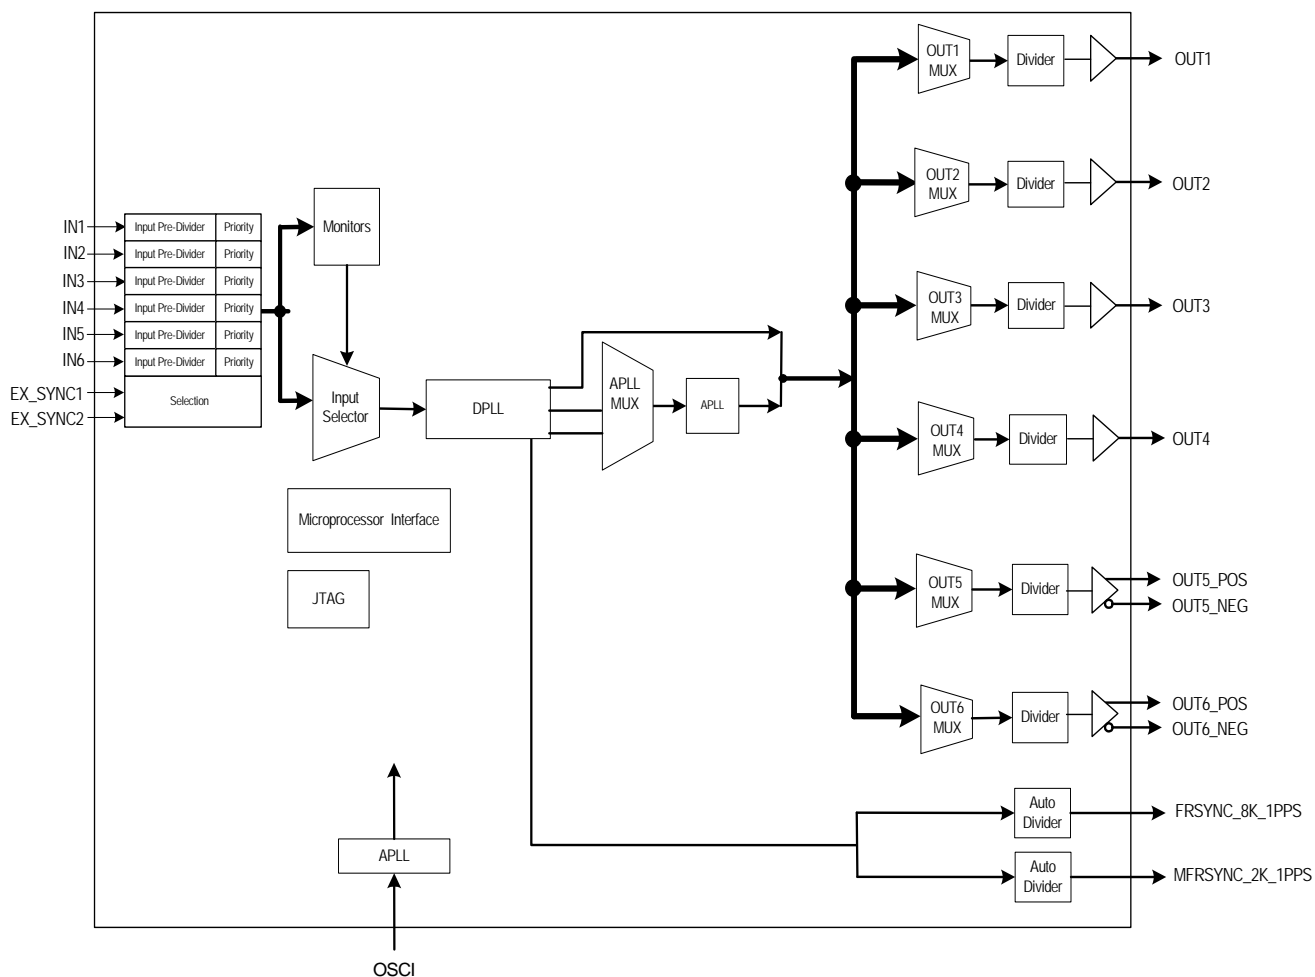 OUT1
MUX
Divider
OUT1
OUT2
MUX
Divider
OUT2
IN1
Input Pre-Divider
Priority
IN2
Input Pre-Divider
Priority
IN3
Input Pre-Divider
Priority
IN4
Input Pre-Divider
Priority
IN5
Input Pre-Divider
Priority
IN6
Input Pre-Divider
Priority
EX_SYNC1
EX_SYNC2
Selection
Monitors
Input
Selector
DPLL
APLL
MUX
APLL
OUT3
MUX
Divider
OUT3
OUT4
MUX
Divider
OUT4
Microprocessor Interface
JTAG
OUT5
MUX
Divider
OUT5_POS
OUT5_NEG
OUT6
MUX
Divider
OUT6_POS
OUT6_NEG
Auto
Divider
FRSYNC_8K_1PPS
Auto
Divider
MFRSYNC_2K_1PPS
APLL
OSCI